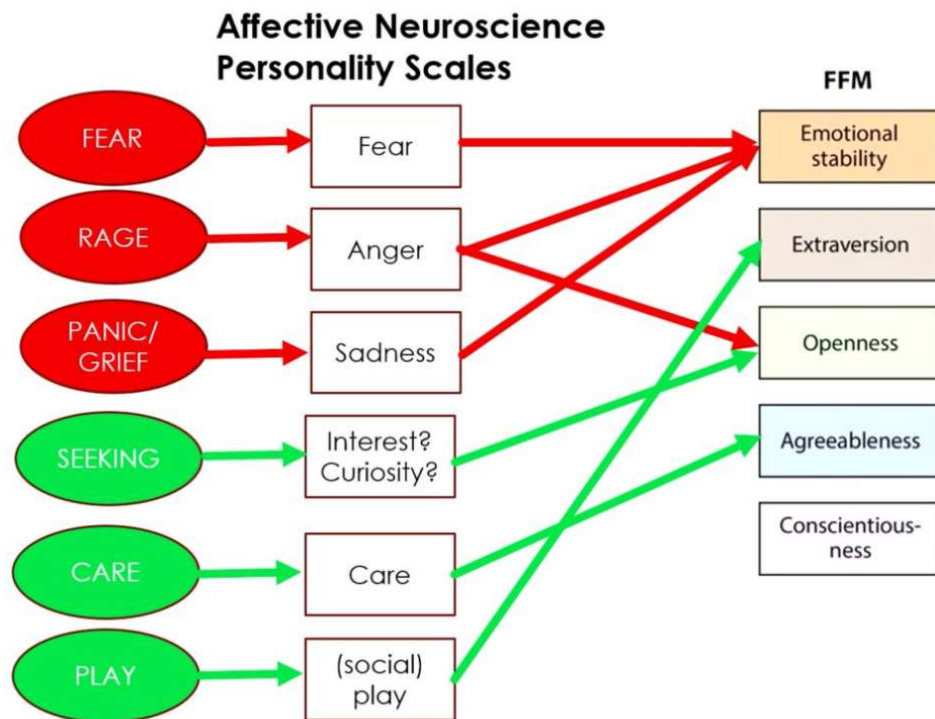 Affective Neuroscience
Personality Scales
FFM
FEAR
Fear
Emotional
stability
RAGE
Anger
Extraversion
PANIC/
GRIEF
Sadness
Openness
SEEKING
Interest?
Curiosity?
Agreeableness
CARE
Care
Conscientious-
ness
PLAY
(social)
play